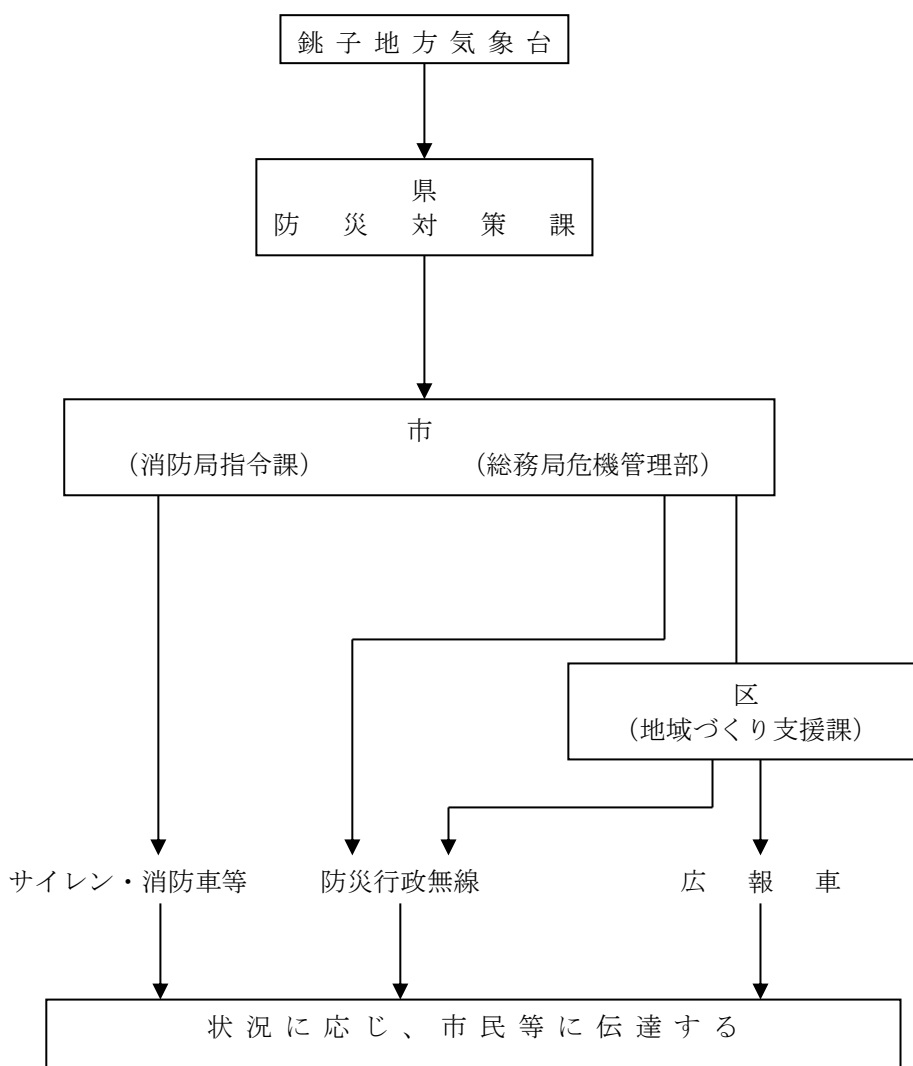 銚子地方気象台
県
防災対策課
市
（消防局指令課）
（総務局危機管理部）
区
（地域づくり支援課）
サイレン・消防車等
防災行政無線
広報車
状況に応じ、市民等に伝達する